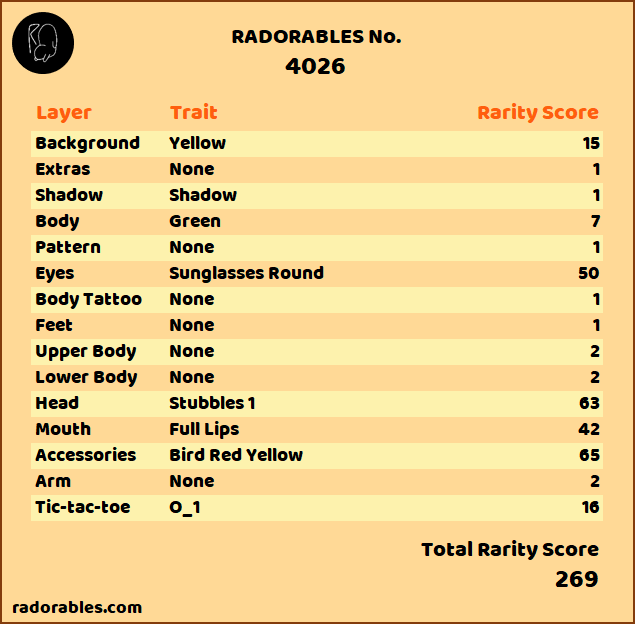 RADORABLES No.
4026
Layer Trait Rarity Score
Background Yellow 15
Extras None 1
Shadow Shadow 1
Body Green 7
Pattern None 1
Eyes Sunglasses Round 50
Body Tattoo None 1
Feet None 1
Upper Body None 2
Lower Body None 2
Head Stubbles 1 63
Mouth Full Lips 42
Accessories Bird Red Yellow 65
Arm None 2
Tic-tac-toe O_1 16
Total Rarity Score
269
radorables.com